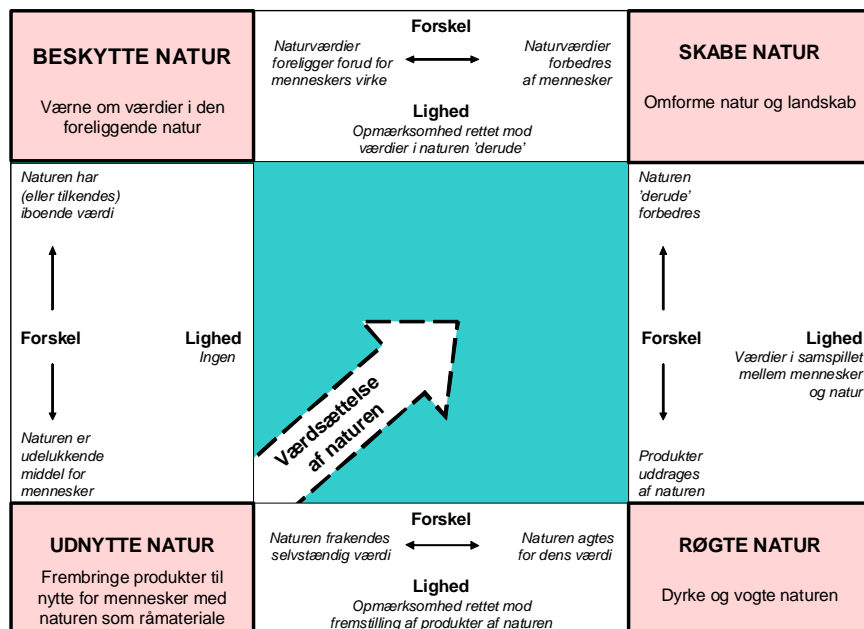 BESKYTTE NATUR
Værne om værdier i den
foreliggende natur
Forskel
Naturværdier
foreligger forud for
menneskers virke
Naturværdier
forbedres
af mennesker
Lighed
Opmærksomhed rettet mod
værdier i naturen 'derude'
SKABE NATUR
Omforme natur og landskab
Naturen har
(eller tilkendes)
iboende værdi
Forskel
Lighed
Ingen
Naturen er
udelukkende
middel for
mennesker
Værdsættelse
af naturen
Naturen
'derude'
forbedres
Forskel
Lighed
Værdier i samspillet
mellem mennesker
og natur
Produkter
uddrages
af naturen
UDNYTTE NATUR
Frembringe produkter til
nytte for mennesker med
naturen som råmateriale
Forskel
Naturen frakendes
selvstændig værdi
Naturen agtes
for dens værdi
Lighed
Opmærksomhed rettet mod
fremstilling af produkter af naturen
RØGTE NATUR
Dyrke og vogte naturen